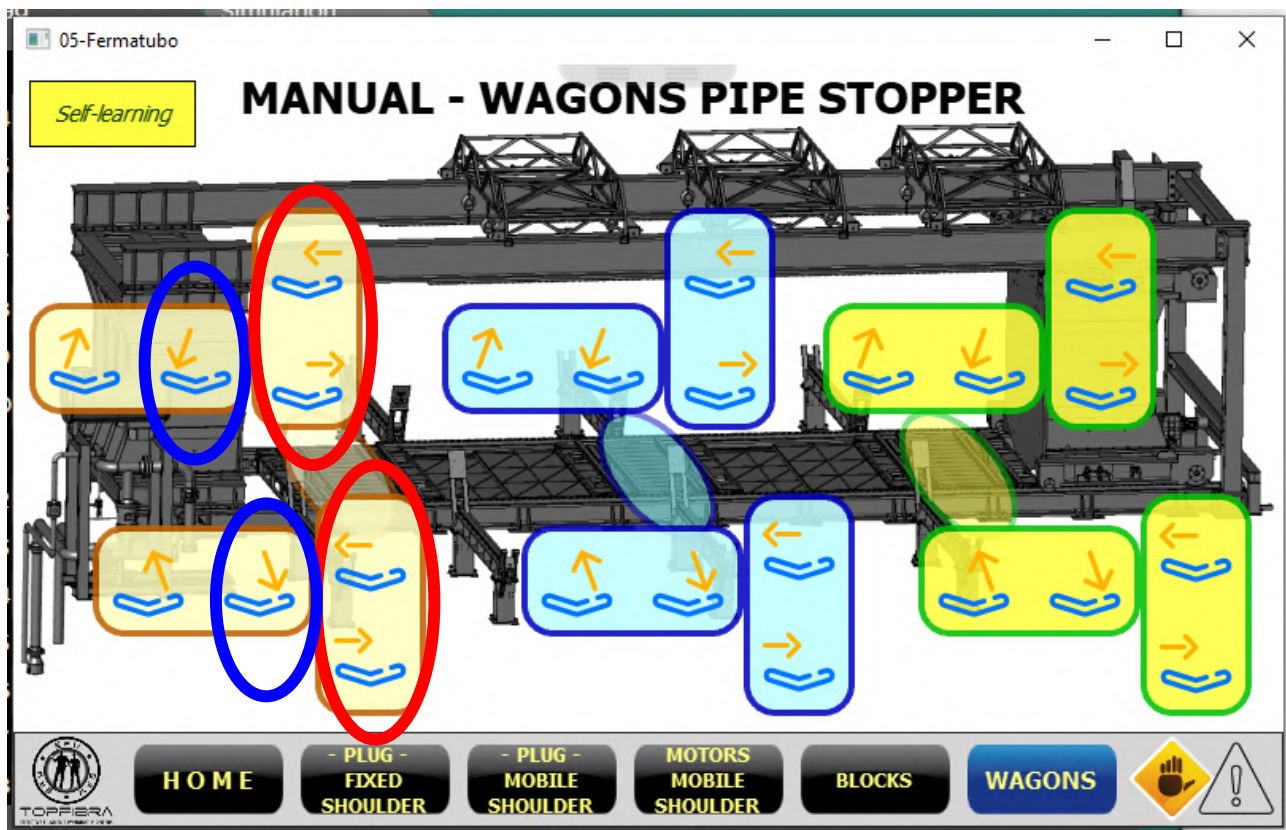 simulation
05-Fermatubo
Self-learning
MANUAL - WAGONS PIPE STOPPER
HOME
- PLUG -
FIXED
SHOULDER
- PLUG -
MOBILE
SHOULDER
MOTORS
MOBILE
SHOULDER
BLOCKS
WAGONS
TOPFIBRA